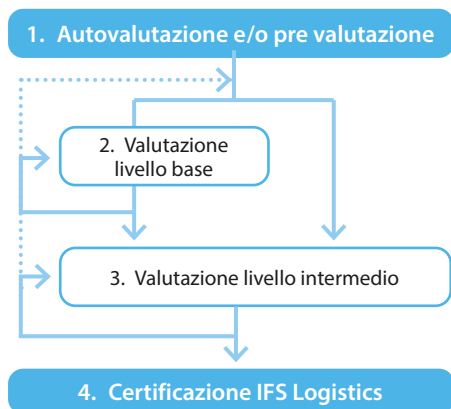 1. Autovalutazione e/o pre valutazione
2. Valutazione
livello base
3. Valutazione livello intermedio
4. Certificazione IFS Logistics